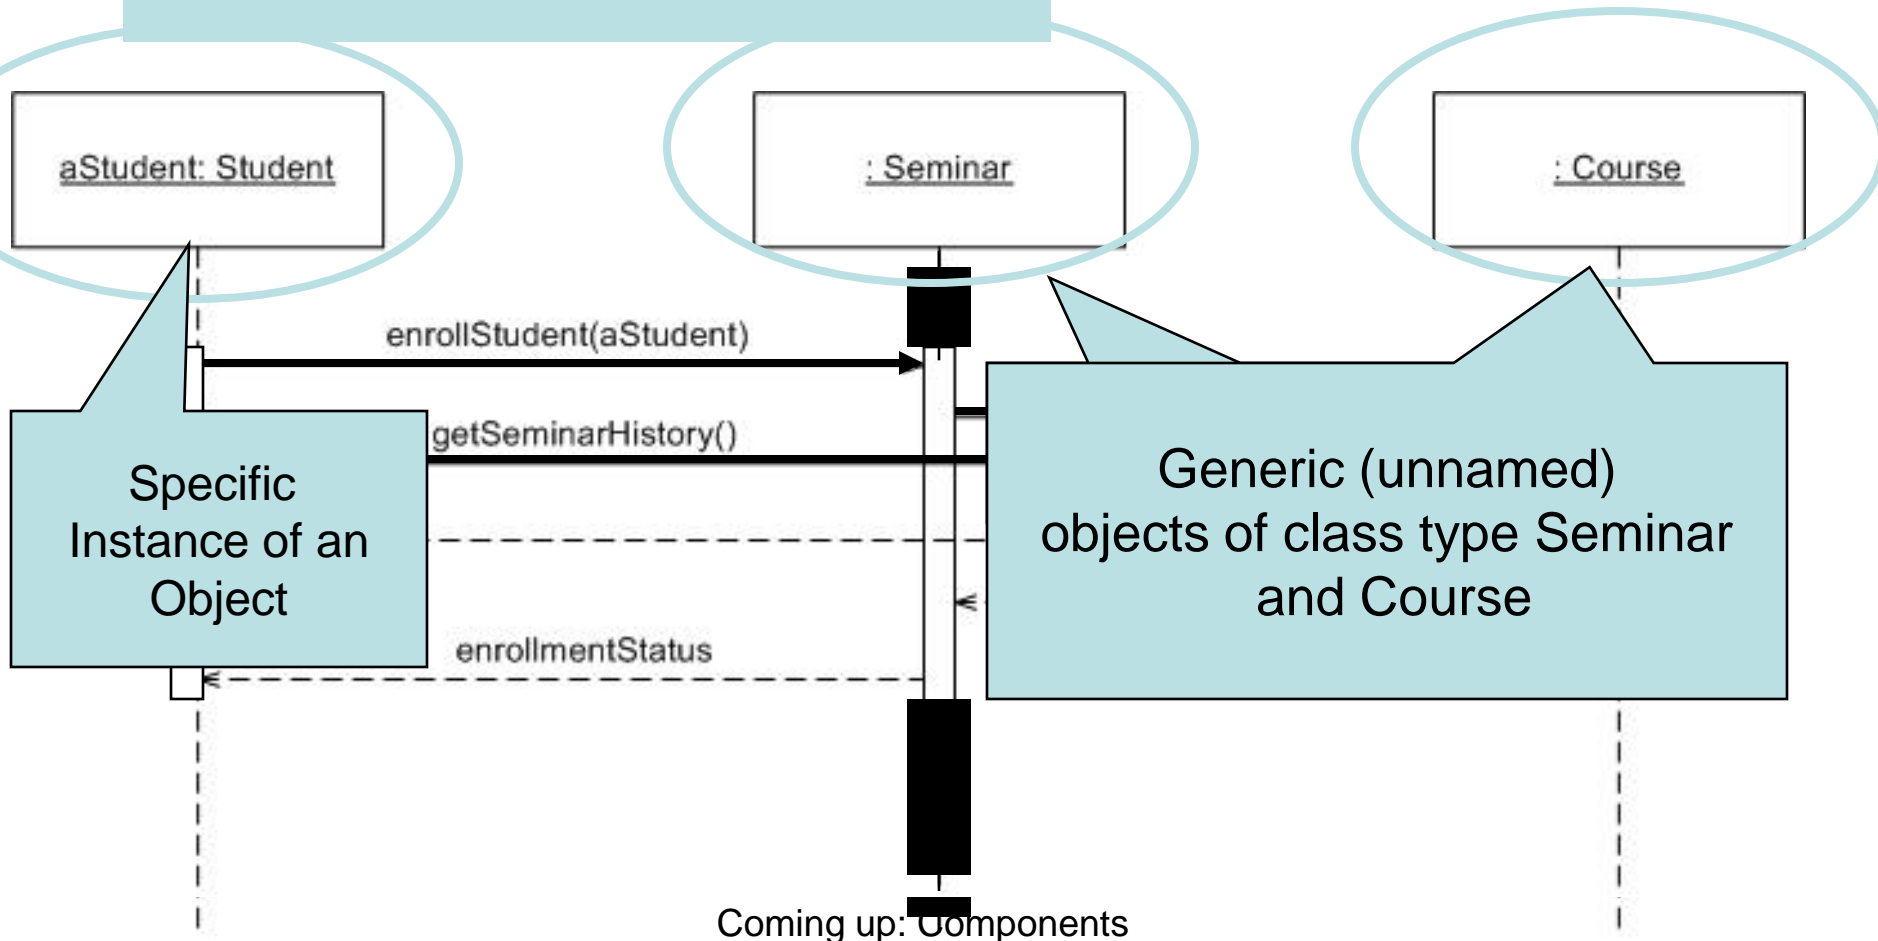 aStudent: Student
: Seminar
: Course
enrollStudent(aStudent)
getSeminarHistory()
Specific
Instance of an
Object
Generic (unnamed)
objects of class type Seminar
and Course
enrollmentStatus
Coming up: Components